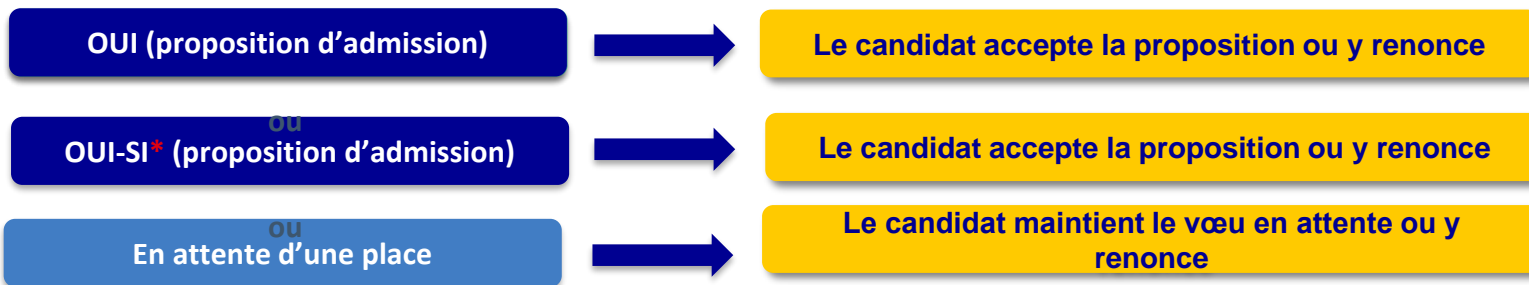 OUI (proposition d’admission)
Le candidat accepte la proposition ou y renonce
ou
OUI-SI* (proposition d’admission)
Le candidat accepte la proposition ou y renonce
ou
En attente d’une place
Le candidat maintient le vœu en attente ou y
renonce